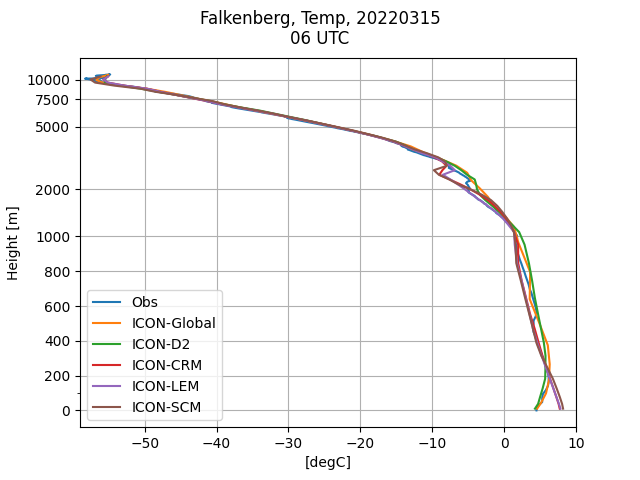 Falkenberg, Temp, 20220315
06 UTC
Height [m]
10000
7500
5000
2000
1000
800
600
400
200
0
Obs
ICON-Global
ICON-D2
ICON-CRM
ICON-LEM
ICON-SCM
−50
−40
−30
−20
−10
0
10
[degC]